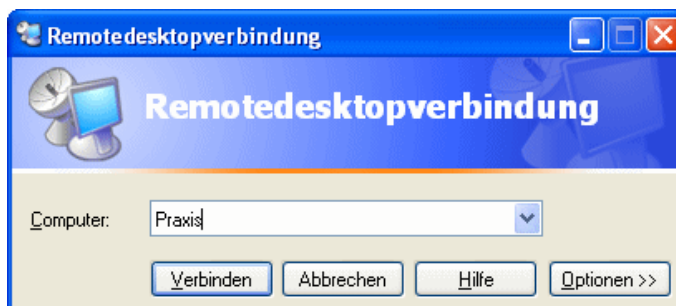 Remotedesktopverbindung
Remotedesktopverbindung
Computer: Praxis
Verbinden Abbrechen Hilfe Optionen >>